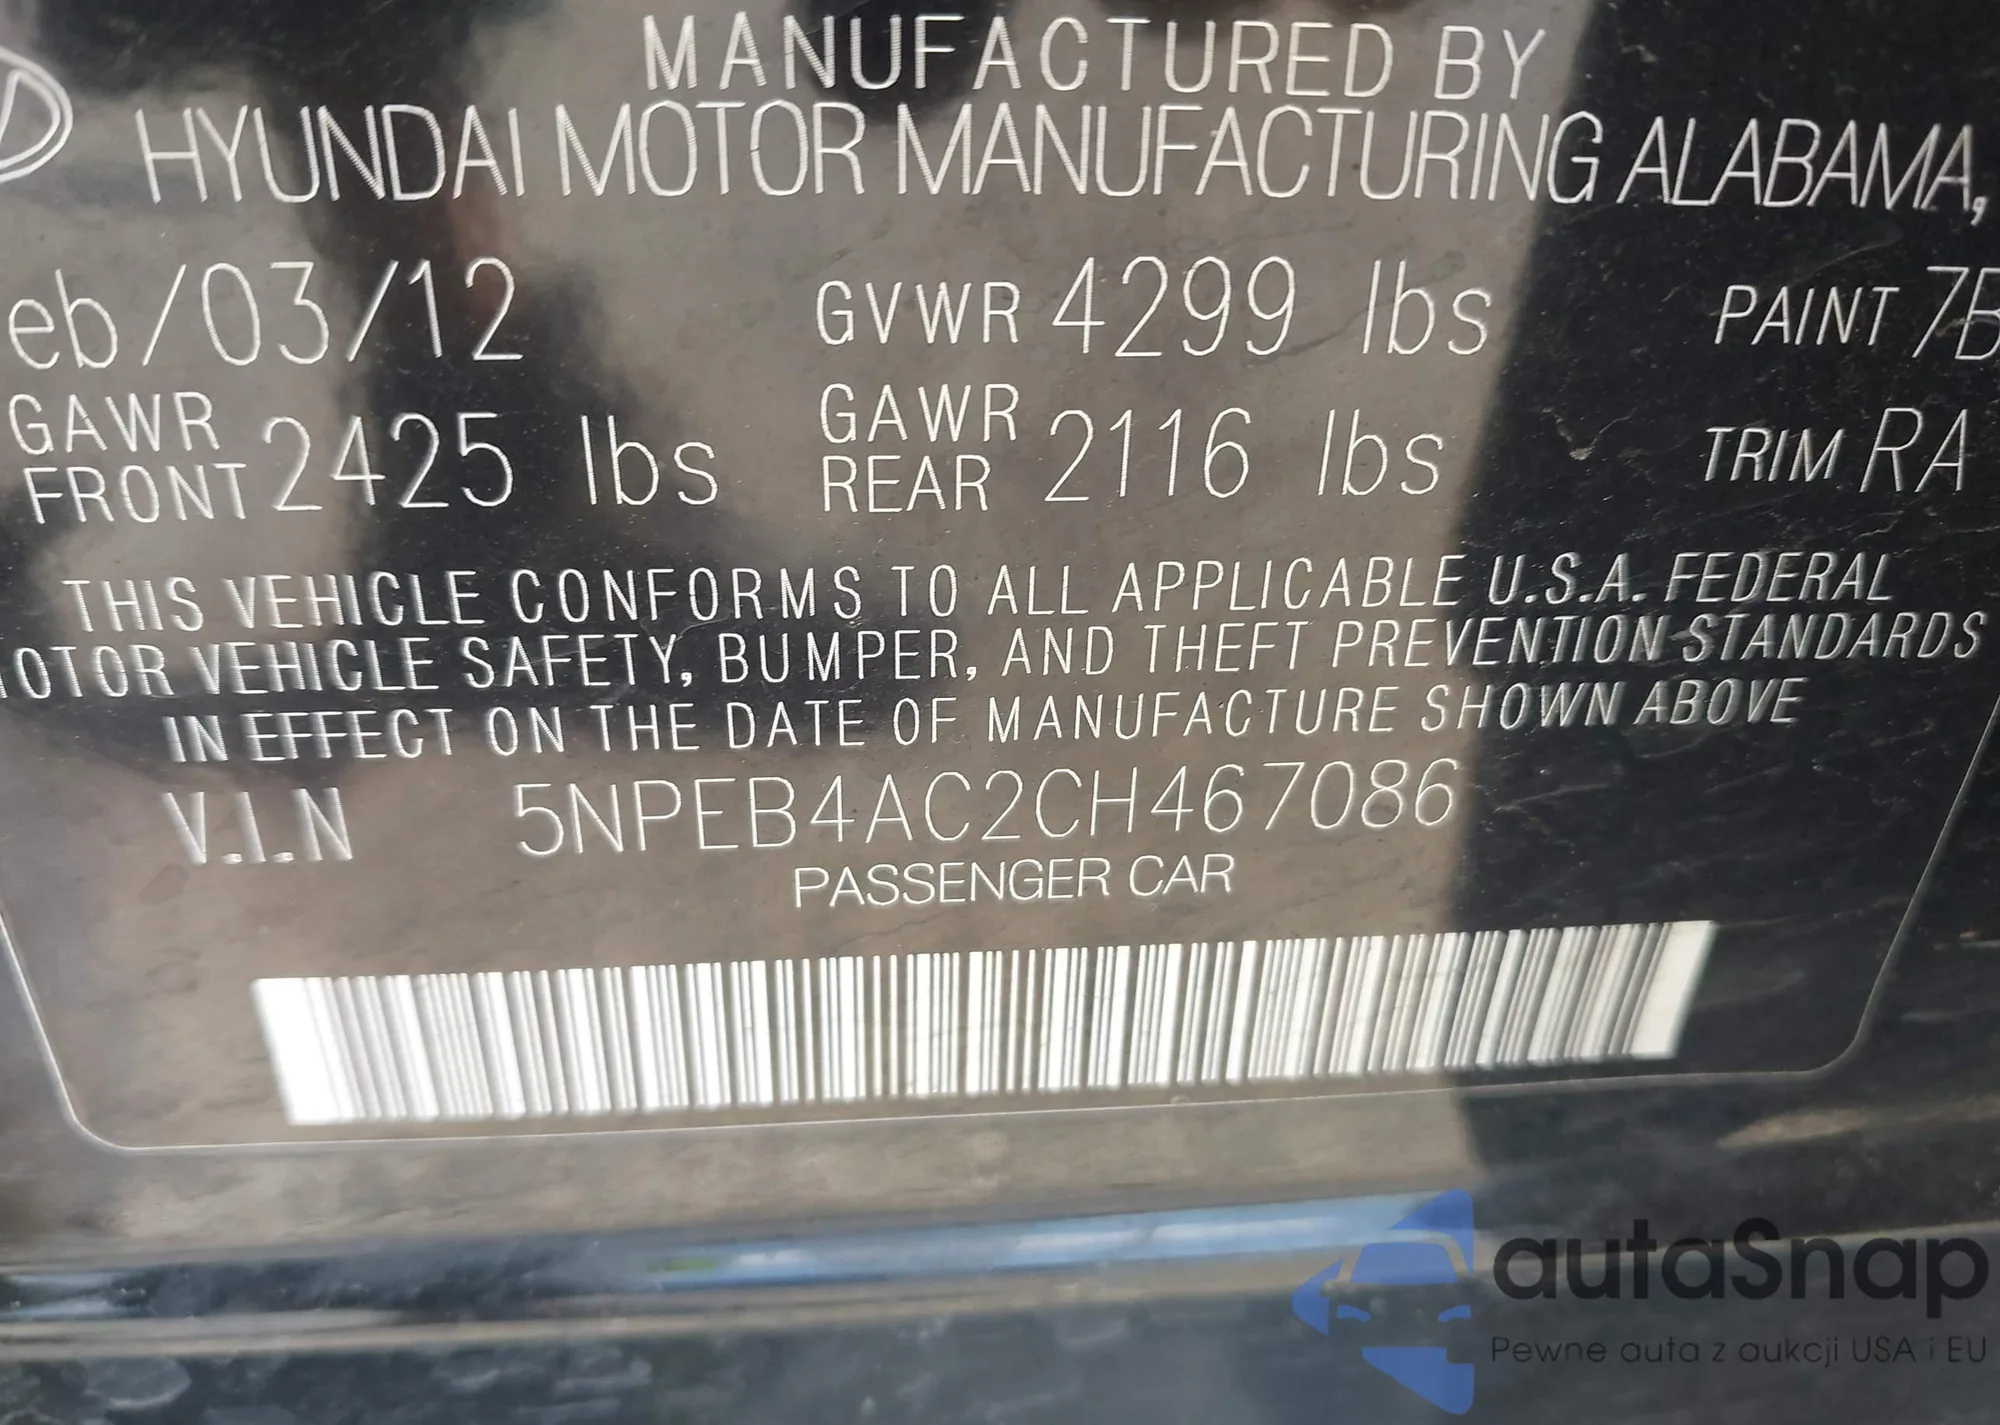 MANUFACTURED BY
HYUNDAI MOTOR MANUFACTURING ALABAMA,
eb/03/12 GVWR 4299 lbs PAINT 7B
GAWR FRONT 2425 lbs GAWR REAR 2116 lbs TRIM RA
THIS VEHICLE CONFORMS TO ALL APPLICABLE U.S.A. FEDERAL
OTOR VEHICLE SAFETY, BUMPER, AND THEFT PREVENTION STANDARDS
IN EFFECT ON THE DATE OF MANUFACTURE SHOWN ABOVE
V.I.N 5NPEB4AC2CH467086
PASSENGER CAR
autaSnap
Pewne auta z aukcji USA i EU